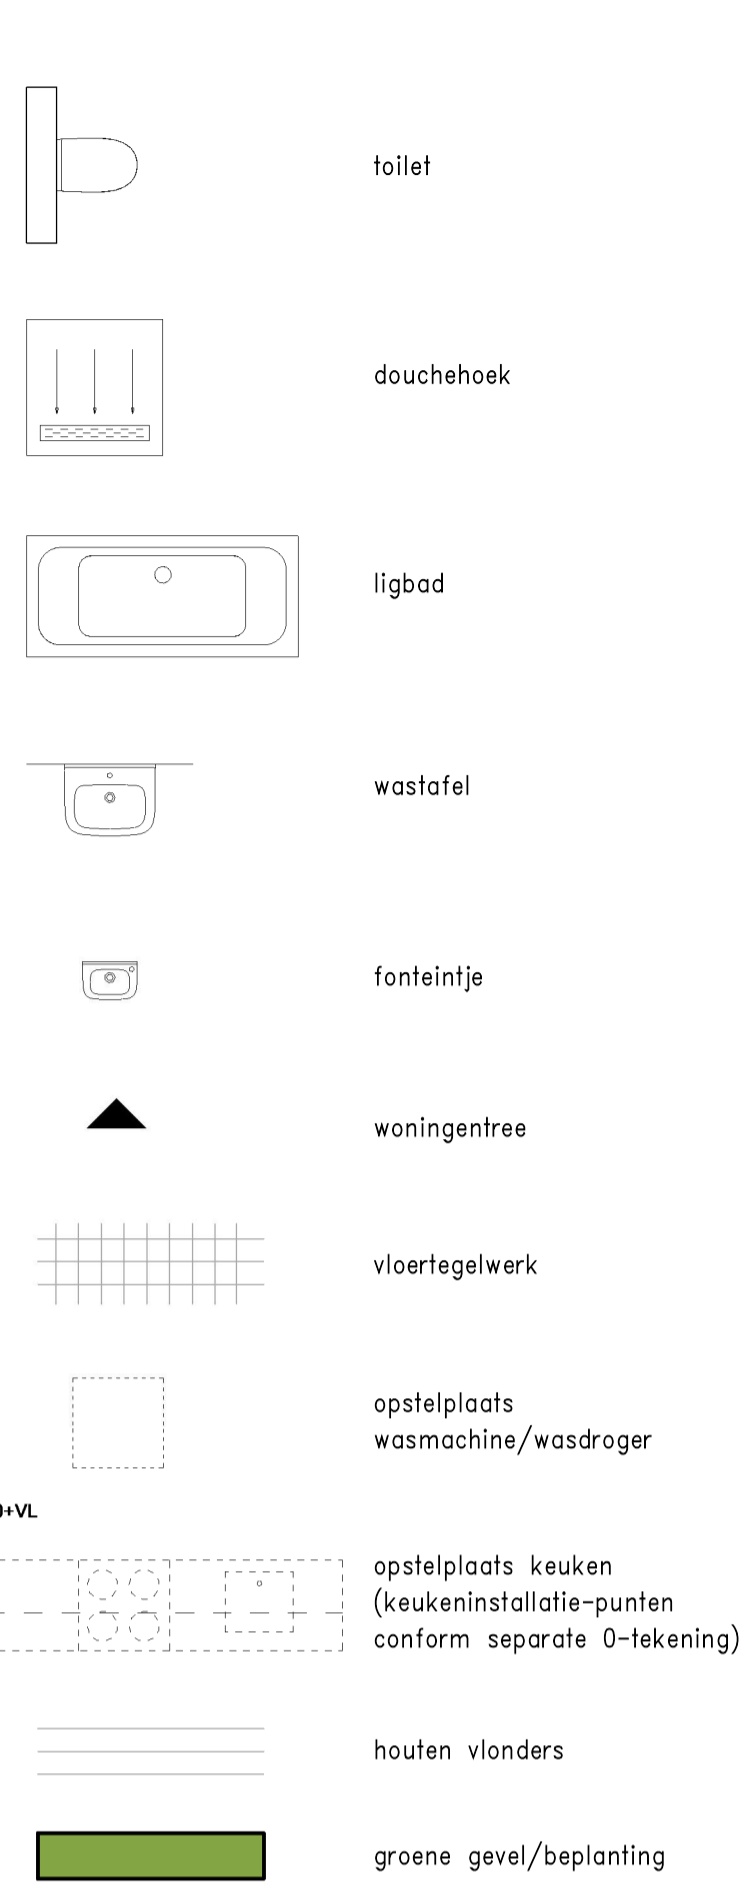 toilet
douchehoek
ligbad
wastafel
fonteintje
woningentree
vloertegelwerk
opstelplaats
wasmachine/wasdroger
+VL
opstelplaats keuken
(keukeninstallatie-punten
conform separate 0-tekening)
houten vlonders
groene gevel/beplanting